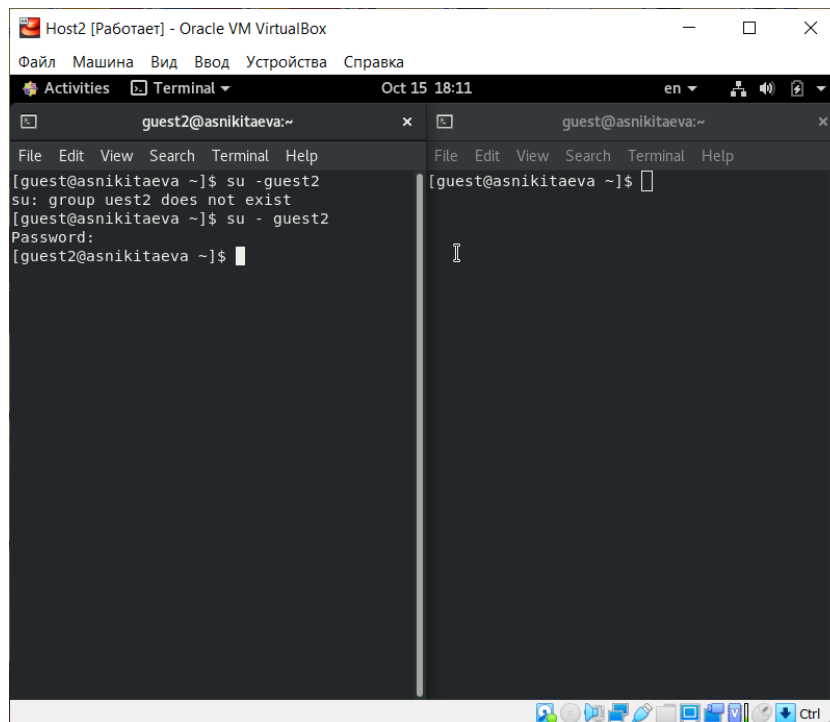 Host2 [Работает] - Oracle VM VirtualBox
Файл Машина Вид Ввод Устройства Справка
Activities Terminal Oct 15 18:11 en
guest2@asnikitaeva:~ ×
File Edit View Search Terminal Help
[guest@asnikitaeva ~]$ su -guest2
su: group uest2 does not exist
[guest@asnikitaeva ~]$ su - guest2
Password:
[guest2@asnikitaeva ~]$
guest@asnikitaeva:~ ×
File Edit View Search Terminal Help
[guest@asnikitaeva ~]$
Ctrl